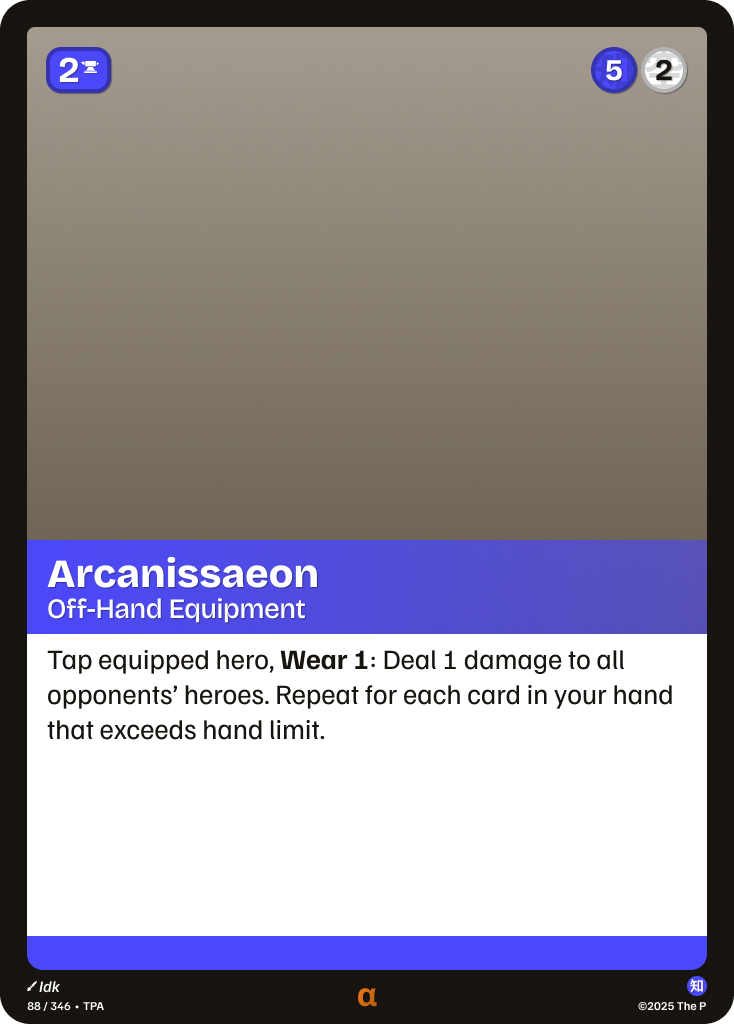 2
5 2
Arcanissaeon
Off-Hand Equipment
Tap equipped hero, Wear 1: Deal 1 damage to all
opponents’ heroes. Repeat for each card in your hand
that exceeds hand limit.
Idk
知
88 / 346 • TPA
α
©2025 The P